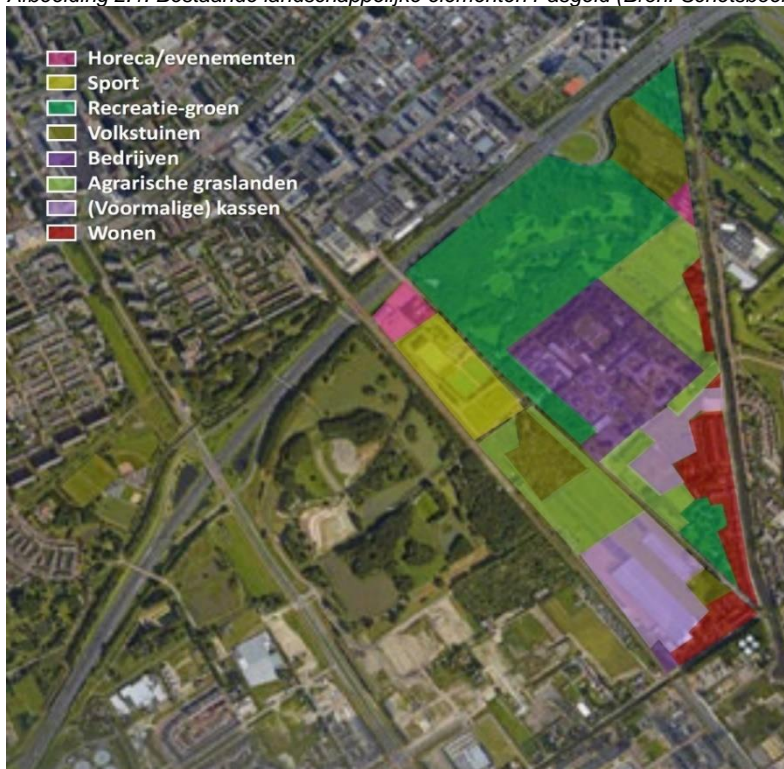 Horeca/evenementen
Sport
Recreatie-groen
Volkstuinen
Bedrijven
Agrarische graslanden
(Voormalige) kassen
Wonen